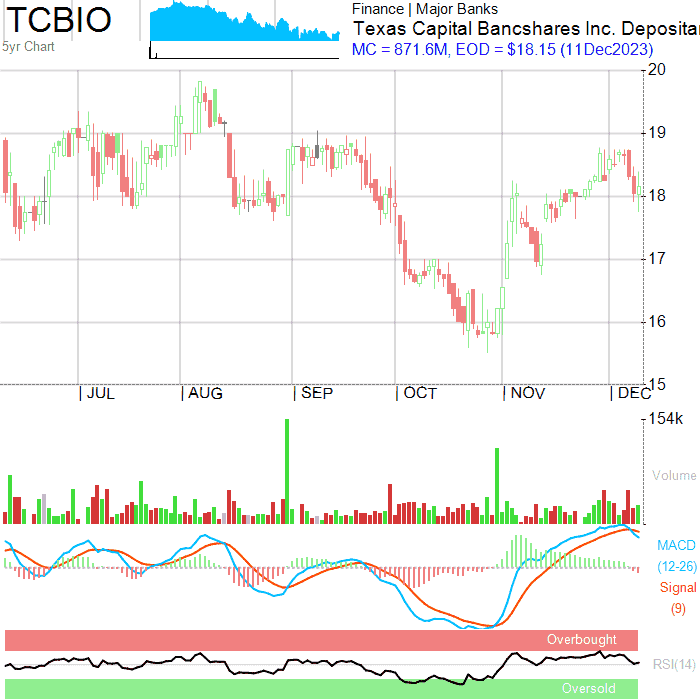 TCBIO
5yr Chart
Finance | Major Banks
Texas Capital Bancshares Inc. Depositar
MC = 871.6M, EOD = $18.15 (11Dec2023)
20
19
18
17
16
15
| JUL | AUG | SEP | OCT | NOV | DEC
154k
Volume
MACD
(12-26)
Signal
(9)
Overbought
RSI(14)
Oversold